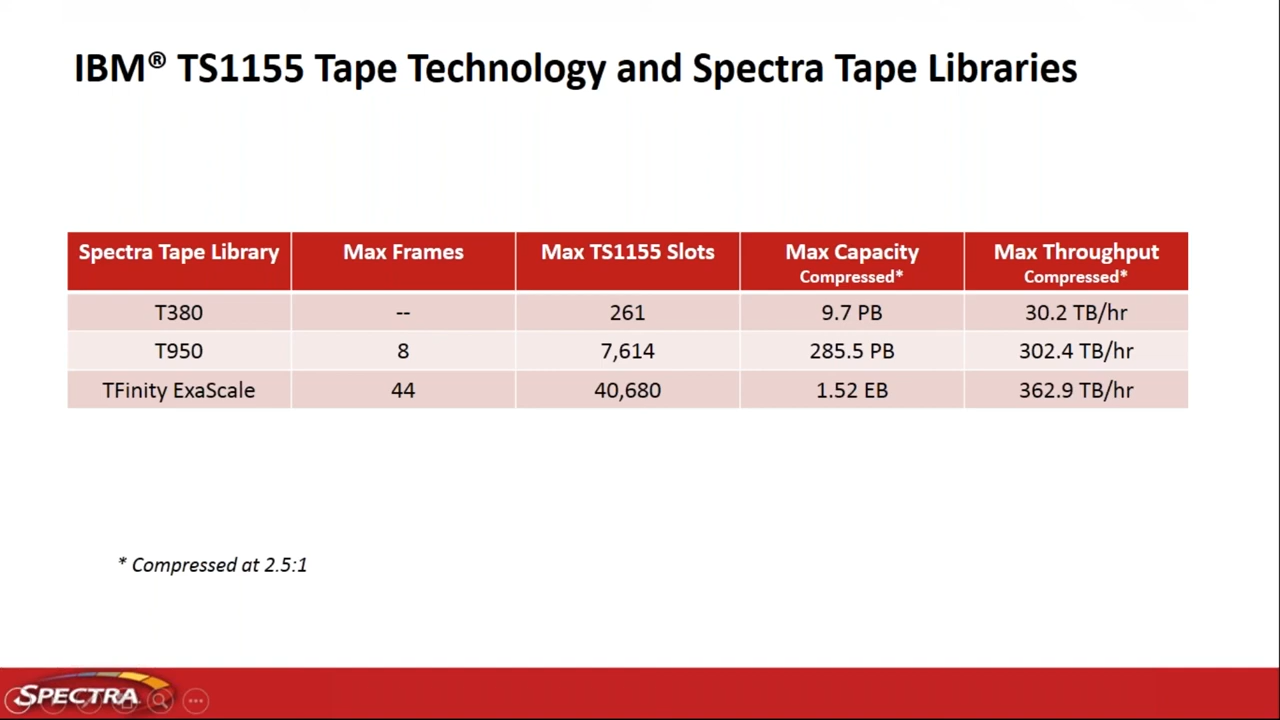 IBM® TS1155 Tape Technology and Spectra Tape Libraries
Spectra Tape Library Max Frames Max TS1155 Slots Max Capacity Compressed* Max Throughput Compressed*
T380 -- 261 9.7 PB 30.2 TB/hr
T950 8 7,614 285.5 PB 302.4 TB/hr
TFinity ExaScale 44 40,680 1.52 EB 362.9 TB/hr
* Compressed at 2.5:1
SPECTRA